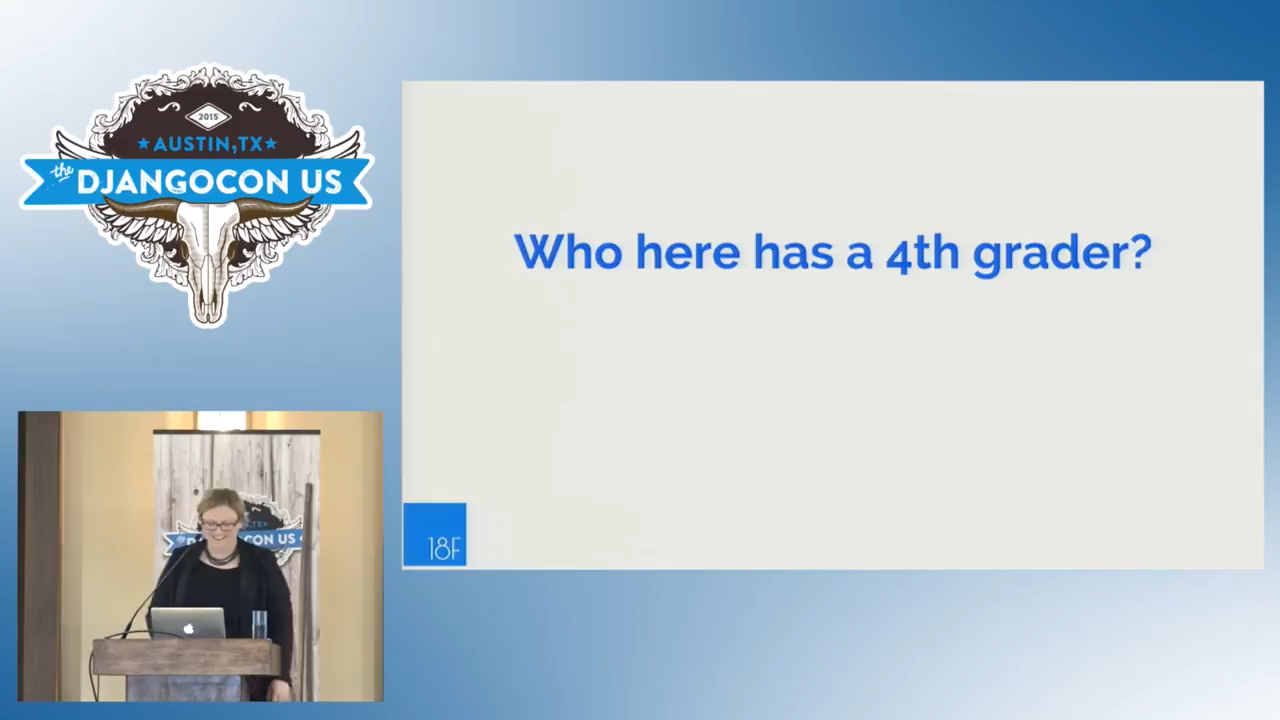 2015
★ AUSTIN, TX ★
the DJANGOCON US
Who here has a 4th grader?
18F